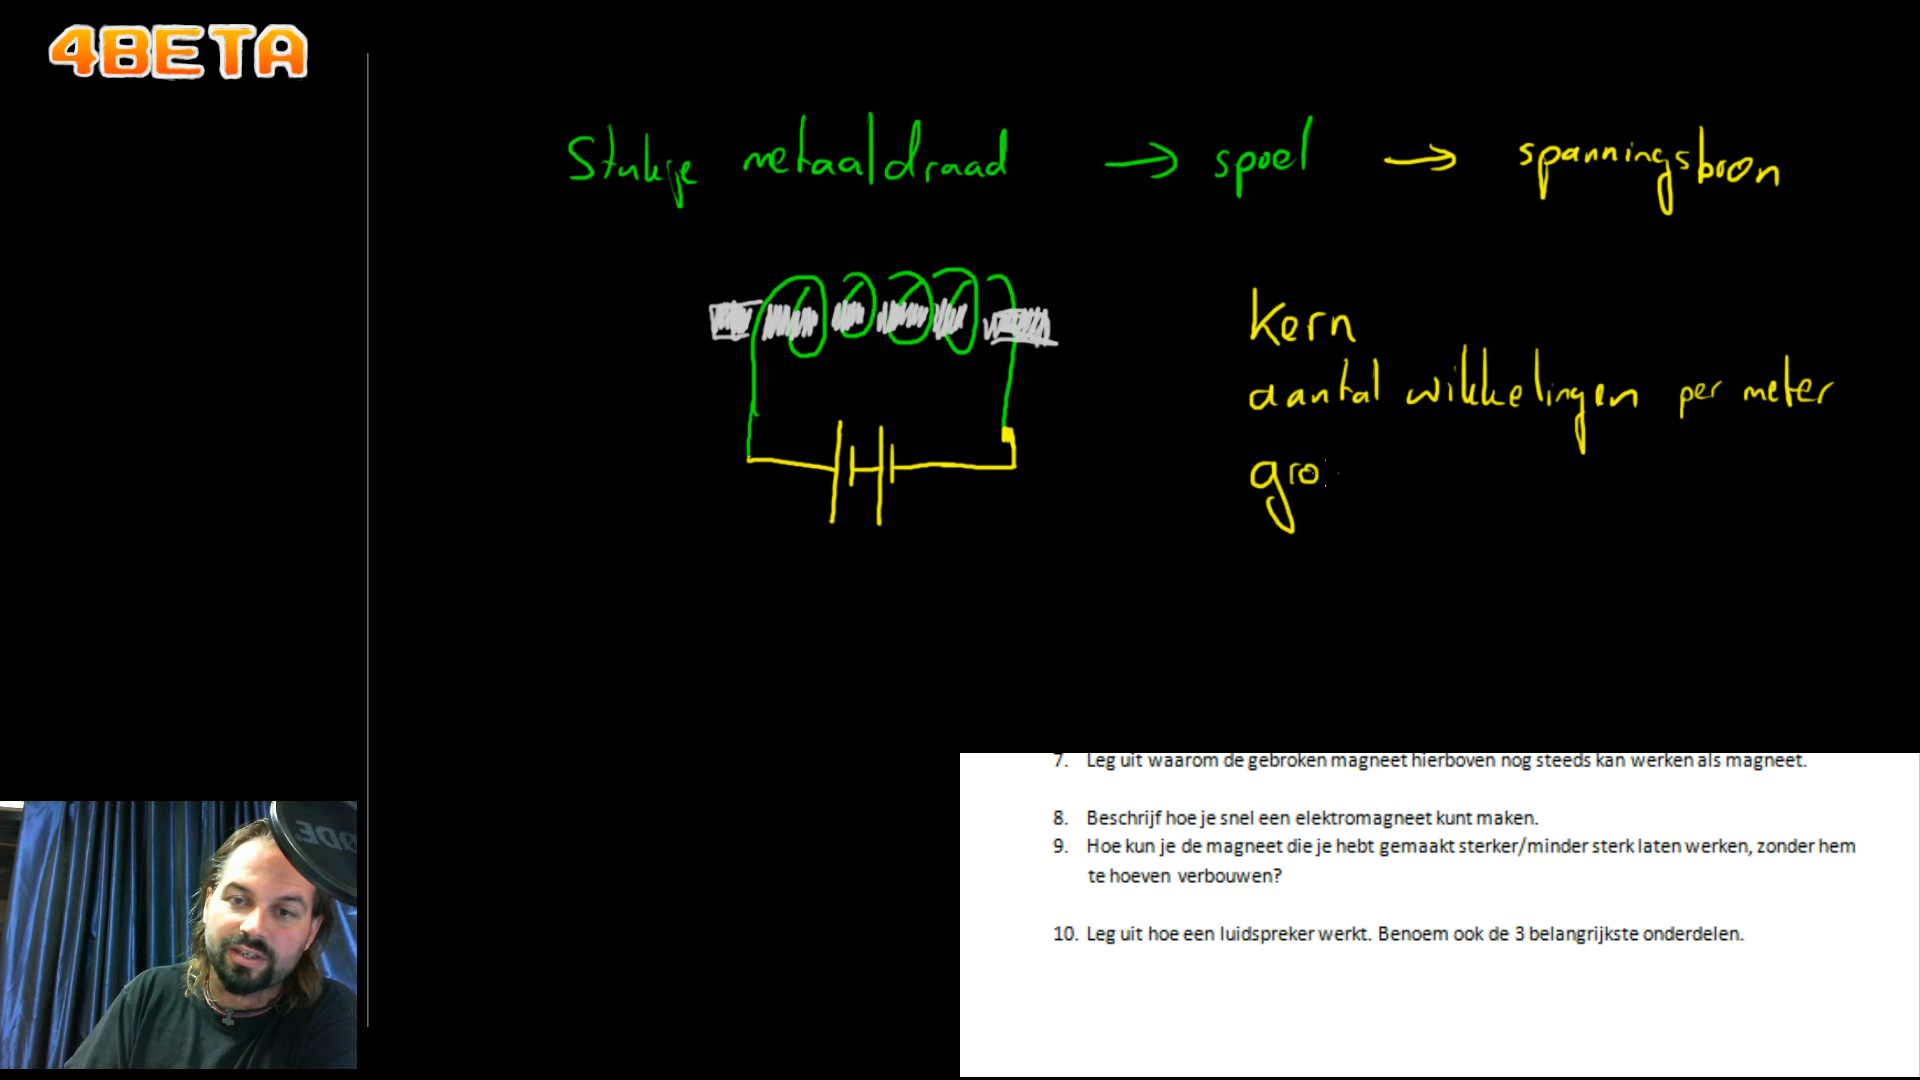 4BETA
Stukje metaaldraad → spoel → spanningsbron
Kern
aantal wikkelingen per meter
gro
7. Leg uit waarom de gebroken magneet hierboven nog steeds kan werken als magneet.
8. Beschrijf hoe je snel een elektromagneet kunt maken.
9. Hoe kun je de magneet die je hebt gemaakt sterker/minder sterk laten werken, zonder hem
te hoeven verbouwen?
10. Leg uit hoe een luidspreker werkt. Benoem ook de 3 belangrijkste onderdelen.